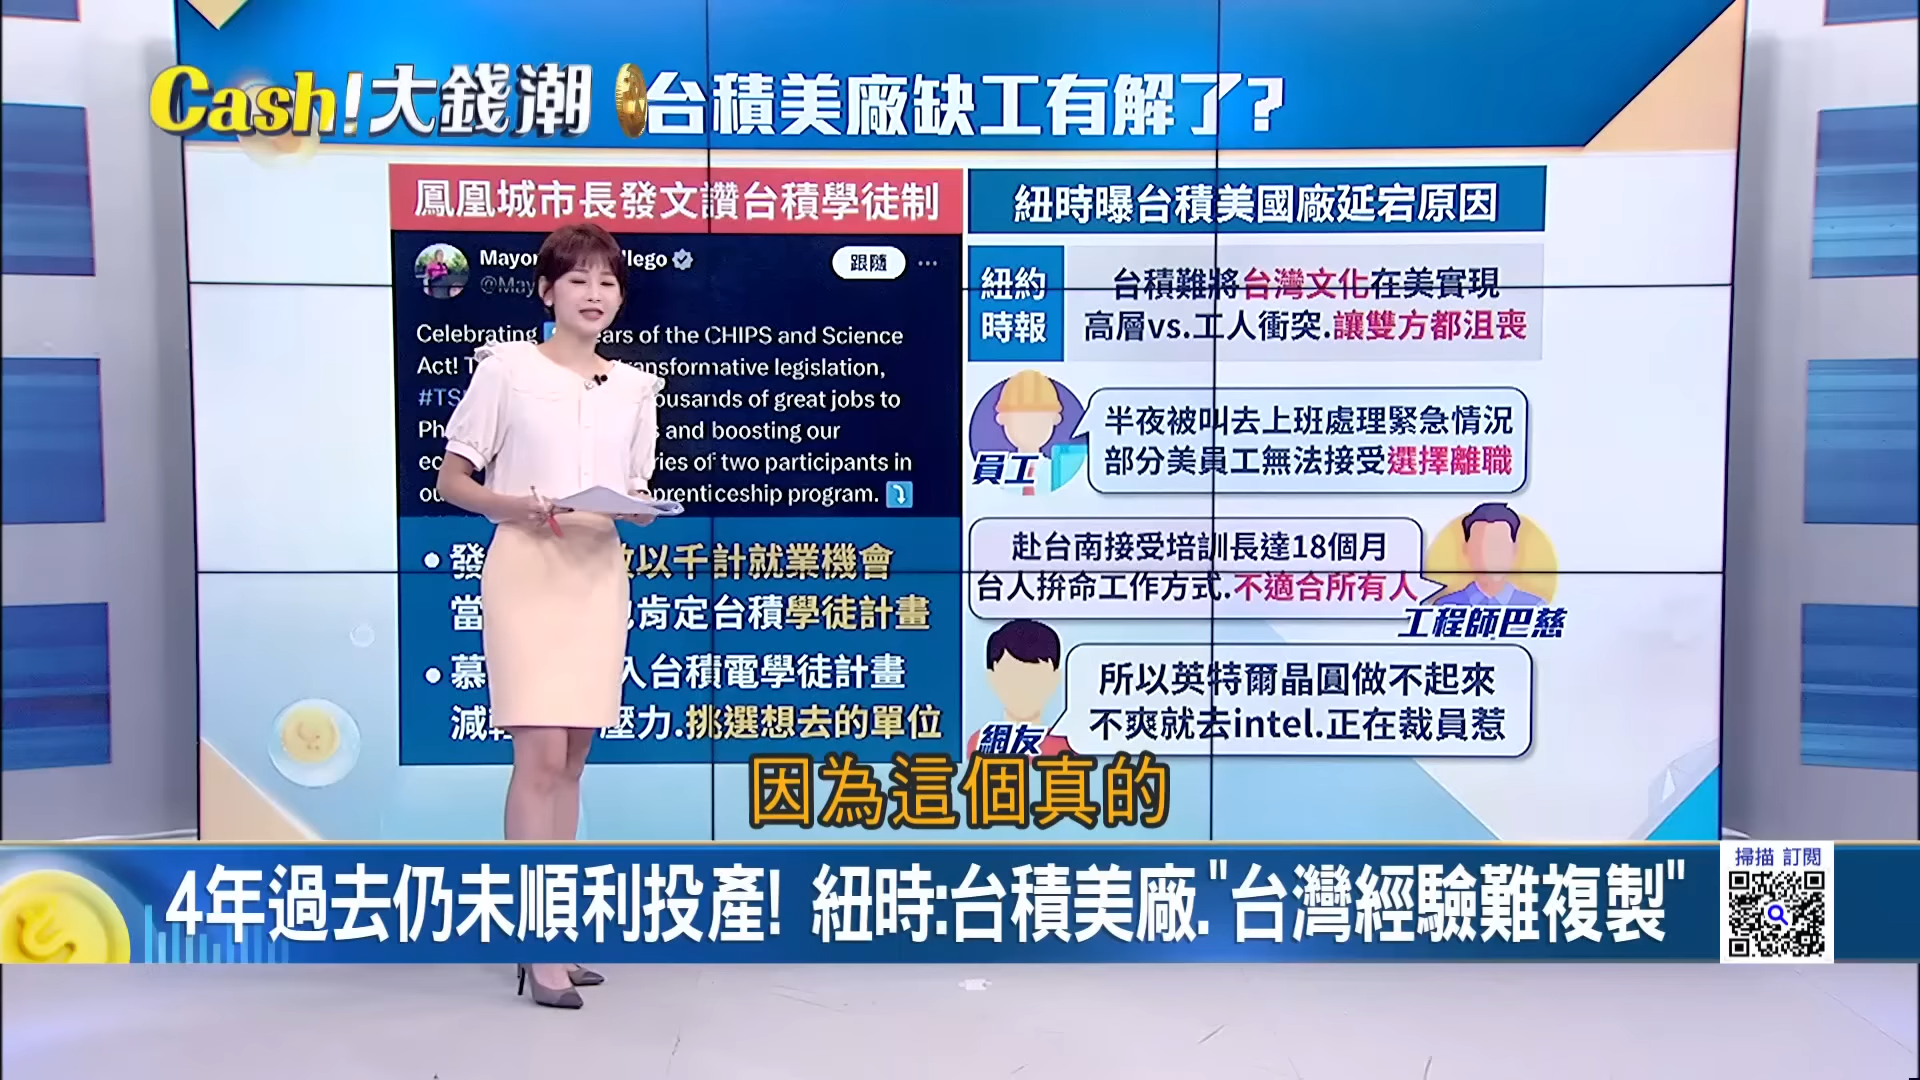 Cash!大錢潮 台積美廠缺工有解了?
鳳凰城市長發文讚台積學徒制
Mayor llego
@May
跟隨
Celebrating ears of the CHIPS and Science
Act! T ransformative legislation,
#TS ousands of great jobs to
Ph s and boosting our
ec ries of two participants in
ou prenticeship program.
發 以千計就業機會
當 肯定台積學徒計畫
慕 入台積電學徒計畫
減輕 壓力.挑選想去的單位
紐時曝台積美國廠延宕原因
紐約
時報
台積難將台灣文化在美實現
高層vs.工人衝突.讓雙方都沮喪
員工
半夜被叫去上班處理緊急情況
部分美員工無法接受選擇離職
赴台南接受培訓長達18個月
台人拚命工作方式.不適合所有人
工程師巴慈
網友
所以英特爾晶圓做不起來
不爽就去intel.正在裁員惹
因為這個真的
4年過去仍未順利投產! 紐時:台積美廠."台灣經驗難複製"
掃描 訂閱